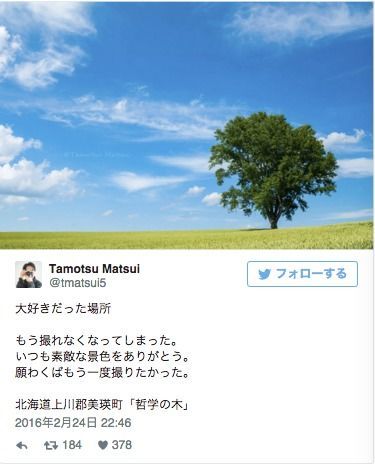 ©Tamotsu Matsui
Tamotsu Matsui
@tmatsui5
フォローする
大好きだった場所
もう撮れなくなってしまった。
いつも素敵な景色をありがとう。
願わくばもう一度撮りたかった。
北海道上川郡美瑛町「哲学の木」
2016年2月24日 22:46
184 378